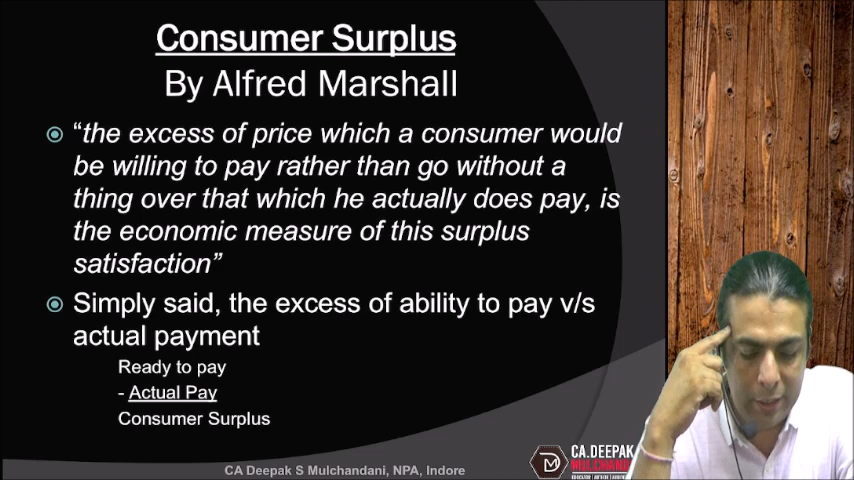 Consumer Surplus
By Alfred Marshall
“the excess of price which a consumer would
be willing to pay rather than go without a
thing over that which he actually does pay, is
the economic measure of this surplus
satisfaction”
Simply said, the excess of ability to pay v/s
actual payment
Ready to pay
- Actual Pay
Consumer Surplus
CA Deepak S Mulchandani, NPA, Indore
CA.DEEPAK